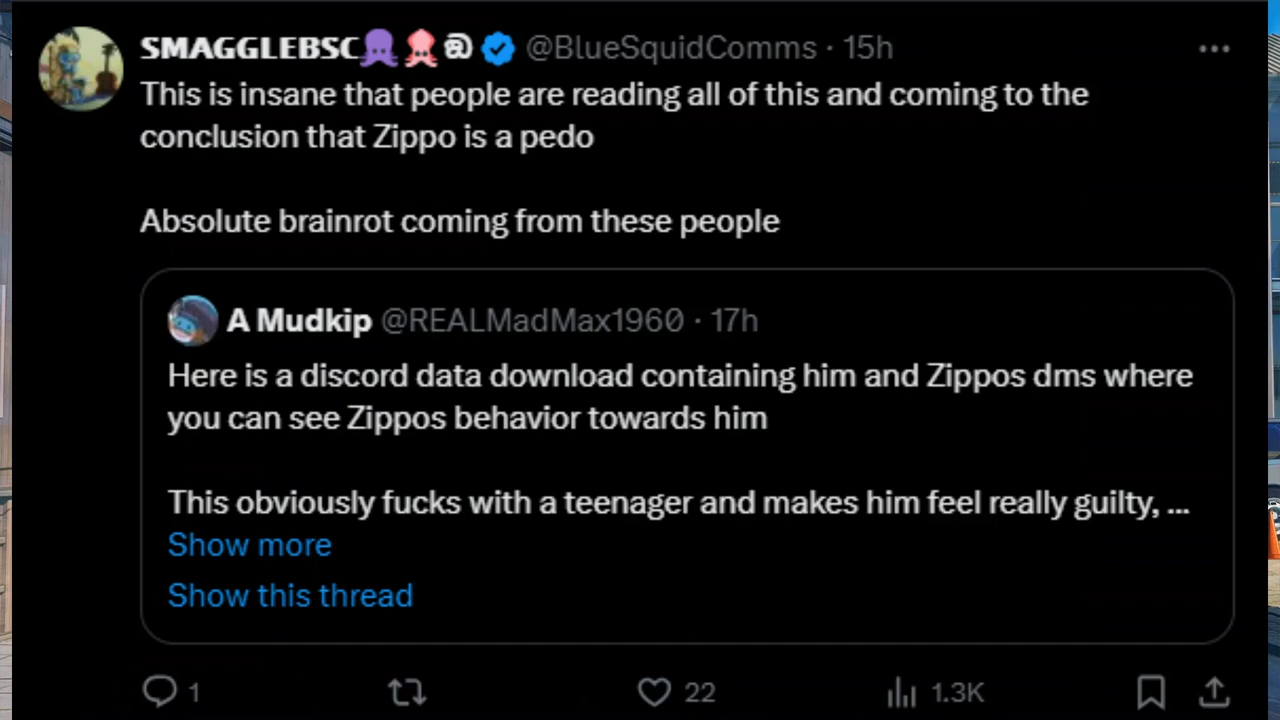 SMAGGLEBSC @BlueSquidComms · 15h
This is insane that people are reading all of this and coming to the
conclusion that Zippo is a pedo
Absolute brainrot coming from these people
A Mudkip @REALMadMax1960 · 17h
Here is a discord data download containing him and Zippos dms where
you can see Zippos behavior towards him
This obviously fucks with a teenager and makes him feel really guilty, ...
Show more
Show this thread
1 22 1.3K